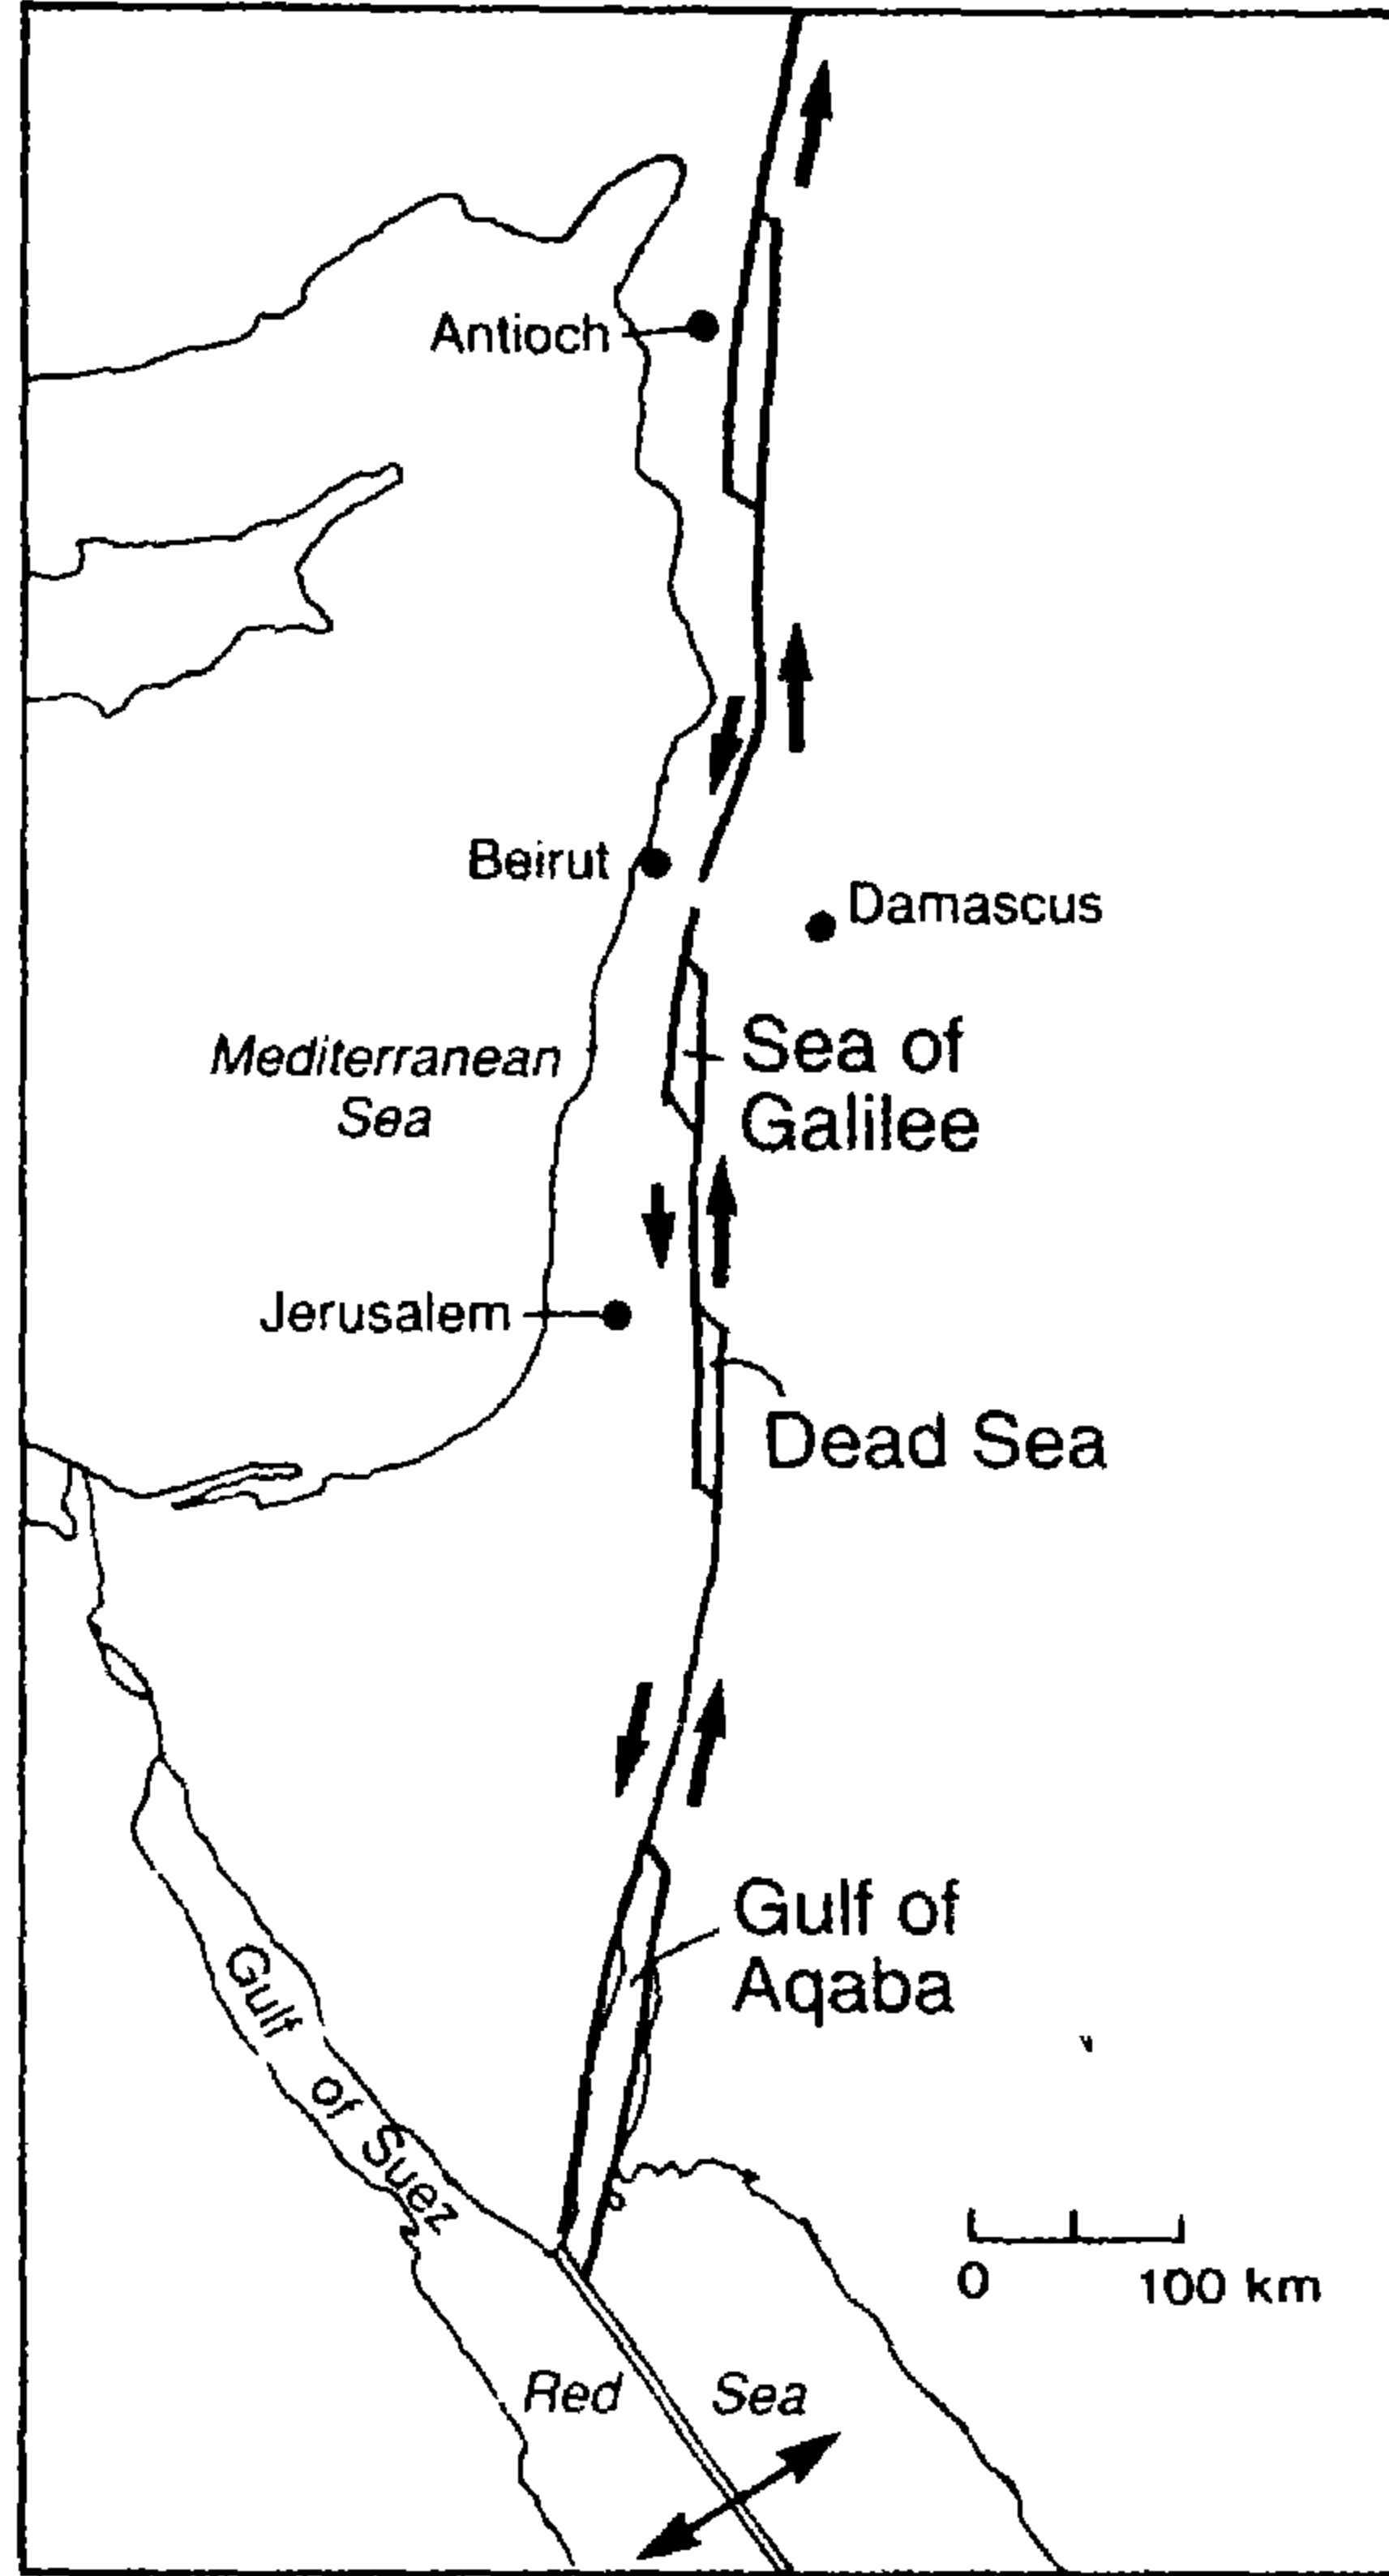 Antioch
Beirut
Damascus
Mediterranean
Sea
Sea of
Galilee
Jerusalem
Dead Sea
Gulf of
Aqaba
Gulf of Suez
0 100 km
Red Sea